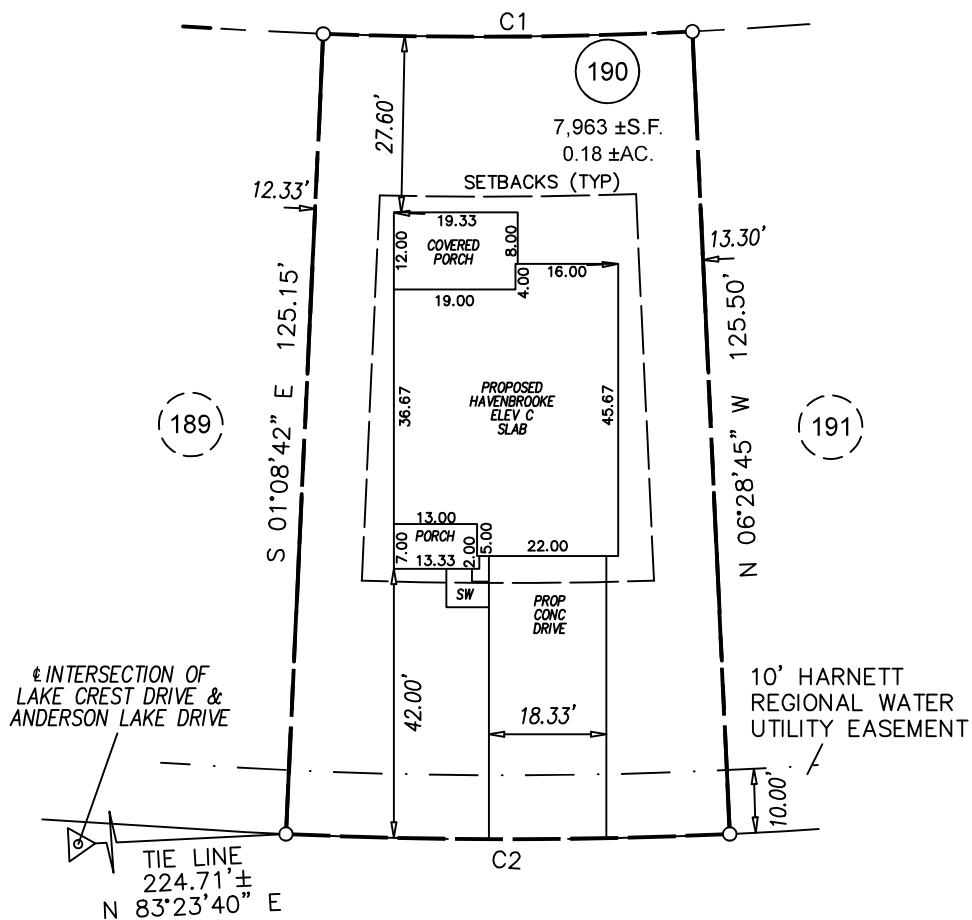 C1
190
7,963 ±S.F.
0.18 ±AC.
27.60'
SETBACKS (TYP)
12.33'
19.33
COVERED
PORCH
12.00
8.00
13.30'
16.00
4.00
19.00
S 01°08'42" E 125.15'
N 06°28'45" W 125.50'
36.67
PROPOSED
HAVENBROOKE
ELEV C
SLAB
45.67
189
191
13.00
PORCH
7.00
13.33
2.00
5.00
22.00
SW
PROP
CONC
DRIVE
℄ INTERSECTION OF
LAKE CREST DRIVE &
ANDERSON LAKE DRIVE
42.00'
18.33'
10' HARNETT
REGIONAL WATER
UTILITY EASEMENT
10.00'
C2
TIE LINE
224.71'±
N 83°23'40" E